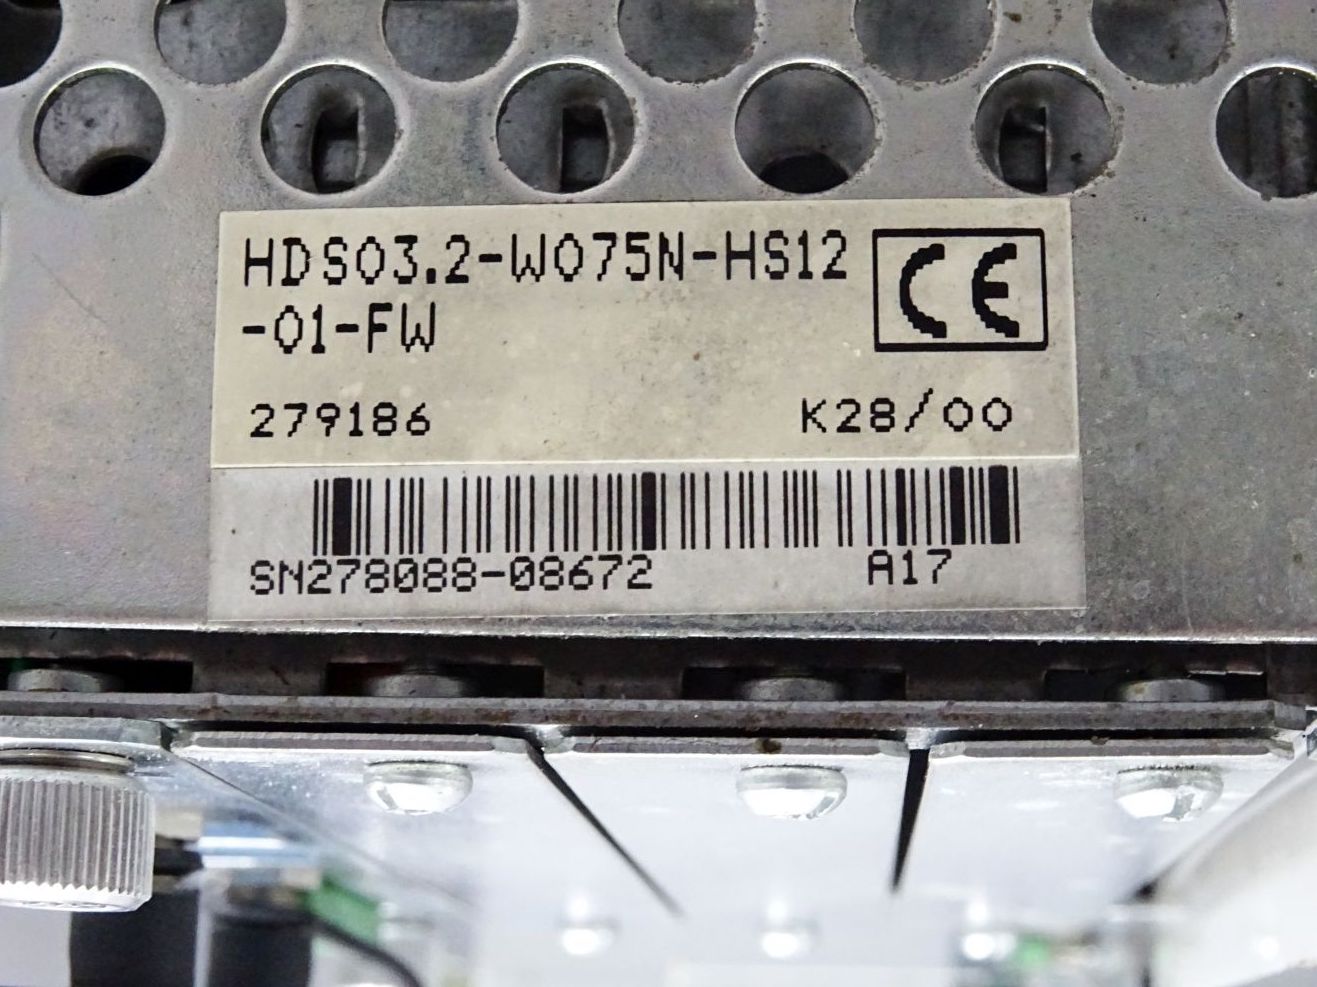 HDS03.2-W075N-HS12
-01-FW
CE
279186 K28/00
SN278088-08672 A17